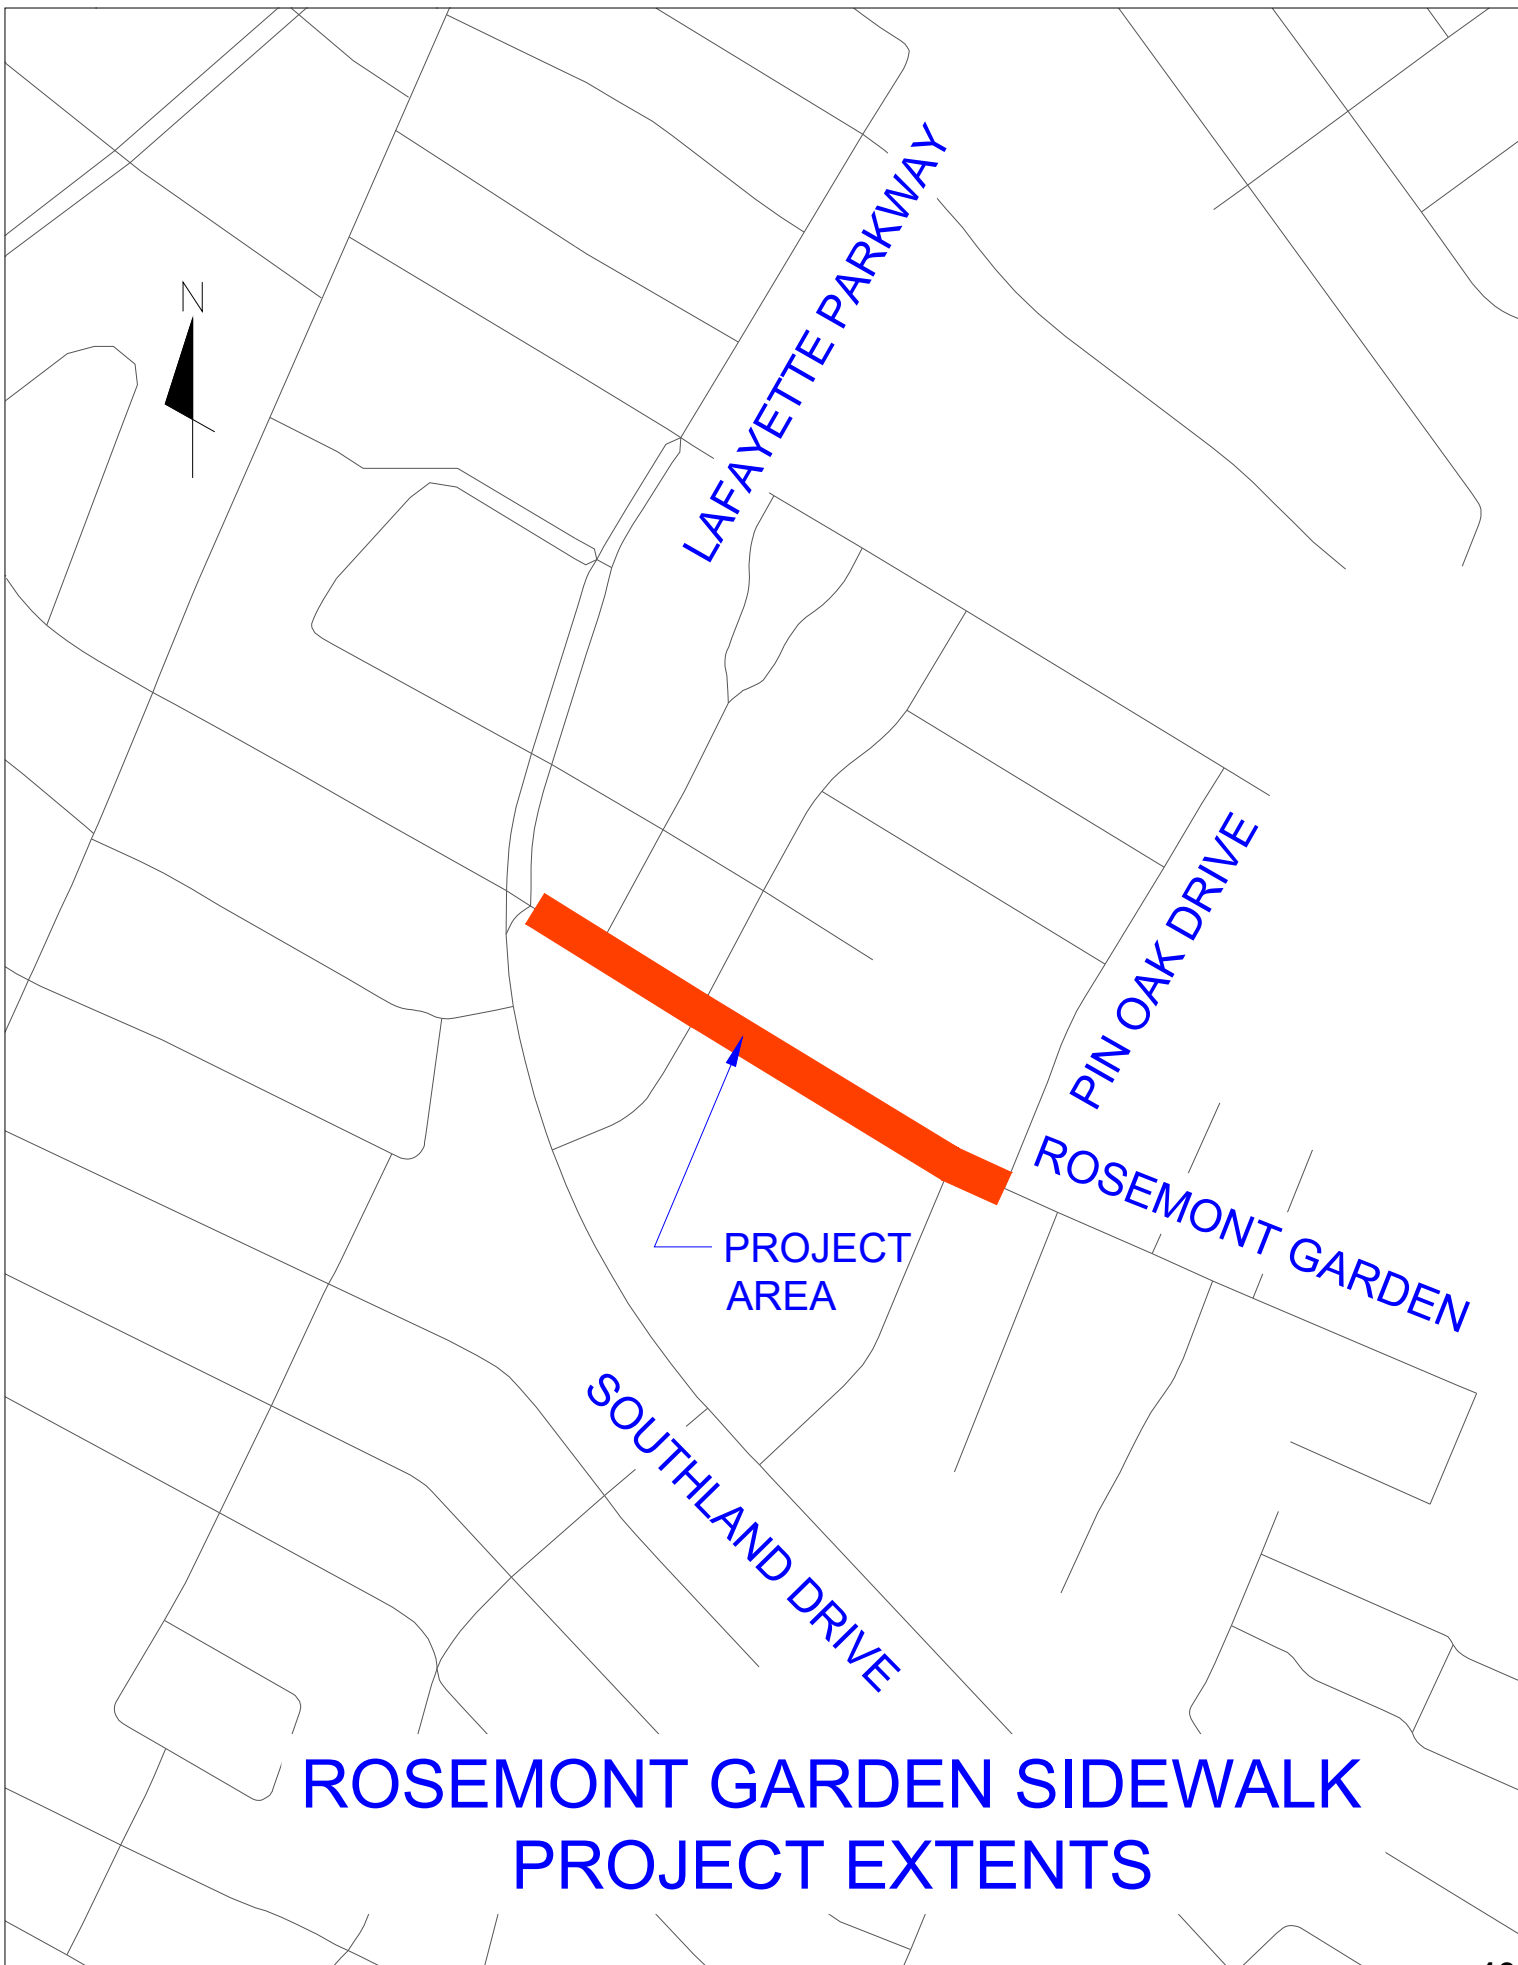 LAFAYETTE PARKWAY
N
PIN OAK DRIVE
ROSEMONT GARDEN
PROJECT
AREA
SOUTHLAND DRIVE
ROSEMONT GARDEN SIDEWALK
PROJECT EXTENTS